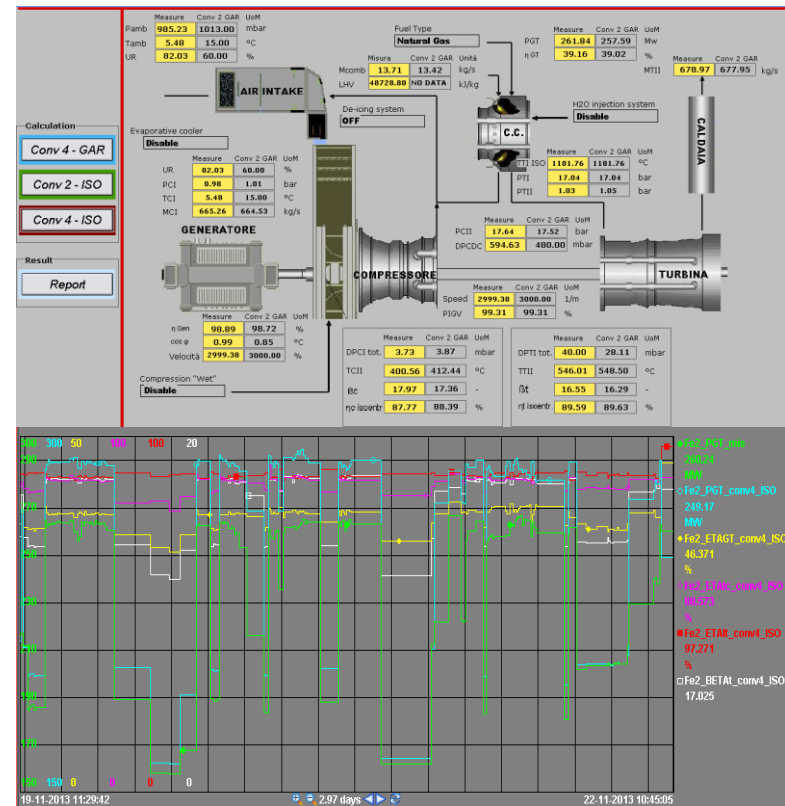 Measure Conv 2 GAR UoM
Pamb 985.23 1013.00 mbar
Tamb 5.48 15.00 ºC
UR 82.03 60.00 %
Fuel Type
Natural Gas
Misura Conv 2 GAR Unitá
Mcomb 13.71 13.42 kg/s
LHV 48728.80 NO DATA kJ/kg
Measure Conv 2 GAR UoM
PGT 261.84 257.59 Mw
η GT 39.16 39.02 %
MTII 678.97 677.95 kg/s
AIR INTAKE
De-icing system
OFF
H2O injection system
Disable
C.C.
CALDAIA
Calculation
Conv 4 - GAR
Conv 2 - ISO
Conv 4 - ISO
Result
Report
Evaporative cooler
Disable
Measure Conv 2 GAR UoM
UR 82.03 60.00 %
PCI 0.98 1.01 bar
TCI 5.48 15.00 ºC
MCI 665.26 664.53 kg/s
TTI ISO 1181.76 1181.76 ºC
PTI 17.04 17.04 bar
PTII 1.03 1.05 bar
Measure Conv 2 GAR UoM
PCII 17.64 17.52 bar
DPCDC 594.63 480.00 mbar
GENERATORE
COMPRESSORE
TURBINA
Measure Conv 2 GAR UoM
Speed 2999.38 3000.00 1/m
PIGV 99.31 99.31 %
Measure Conv 2 GAR UoM
η Gen 98.89 98.72 %
cos φ 0.99 0.85 ºC
Velocità 2999.38 3000.00 %
Compression "Wet"
Disable
Measure Conv 2 GAR UoM
DPCI tot. 3.73 3.87 mbar
TCII 400.56 412.44 ºC
βc 17.97 17.36 -
ηc isoentr 87.77 88.39 %
Measure Conv 2 GAR UoM
DPTI tot. 40.00 28.11 mbar
TTII 546.01 548.50 ºC
βt 16.55 16.29 -
ηt isoentr 89.59 89.63 %
300 50 100 100 20
Fe2_PGT_mis
260.24
MW
Fe2_PGT_conv4_ISO
249.17
MW
Fe2_ETAGT_conv4_ISO
46.371
%
%
Fe2_ETAIt_conv4_ISO
97.271
%
Fe2_BETAt_conv4_ISO
17.025
150 0 0 0 0
19-11-2013 11:29:42
2.97 days
22-11-2013 10:45:05